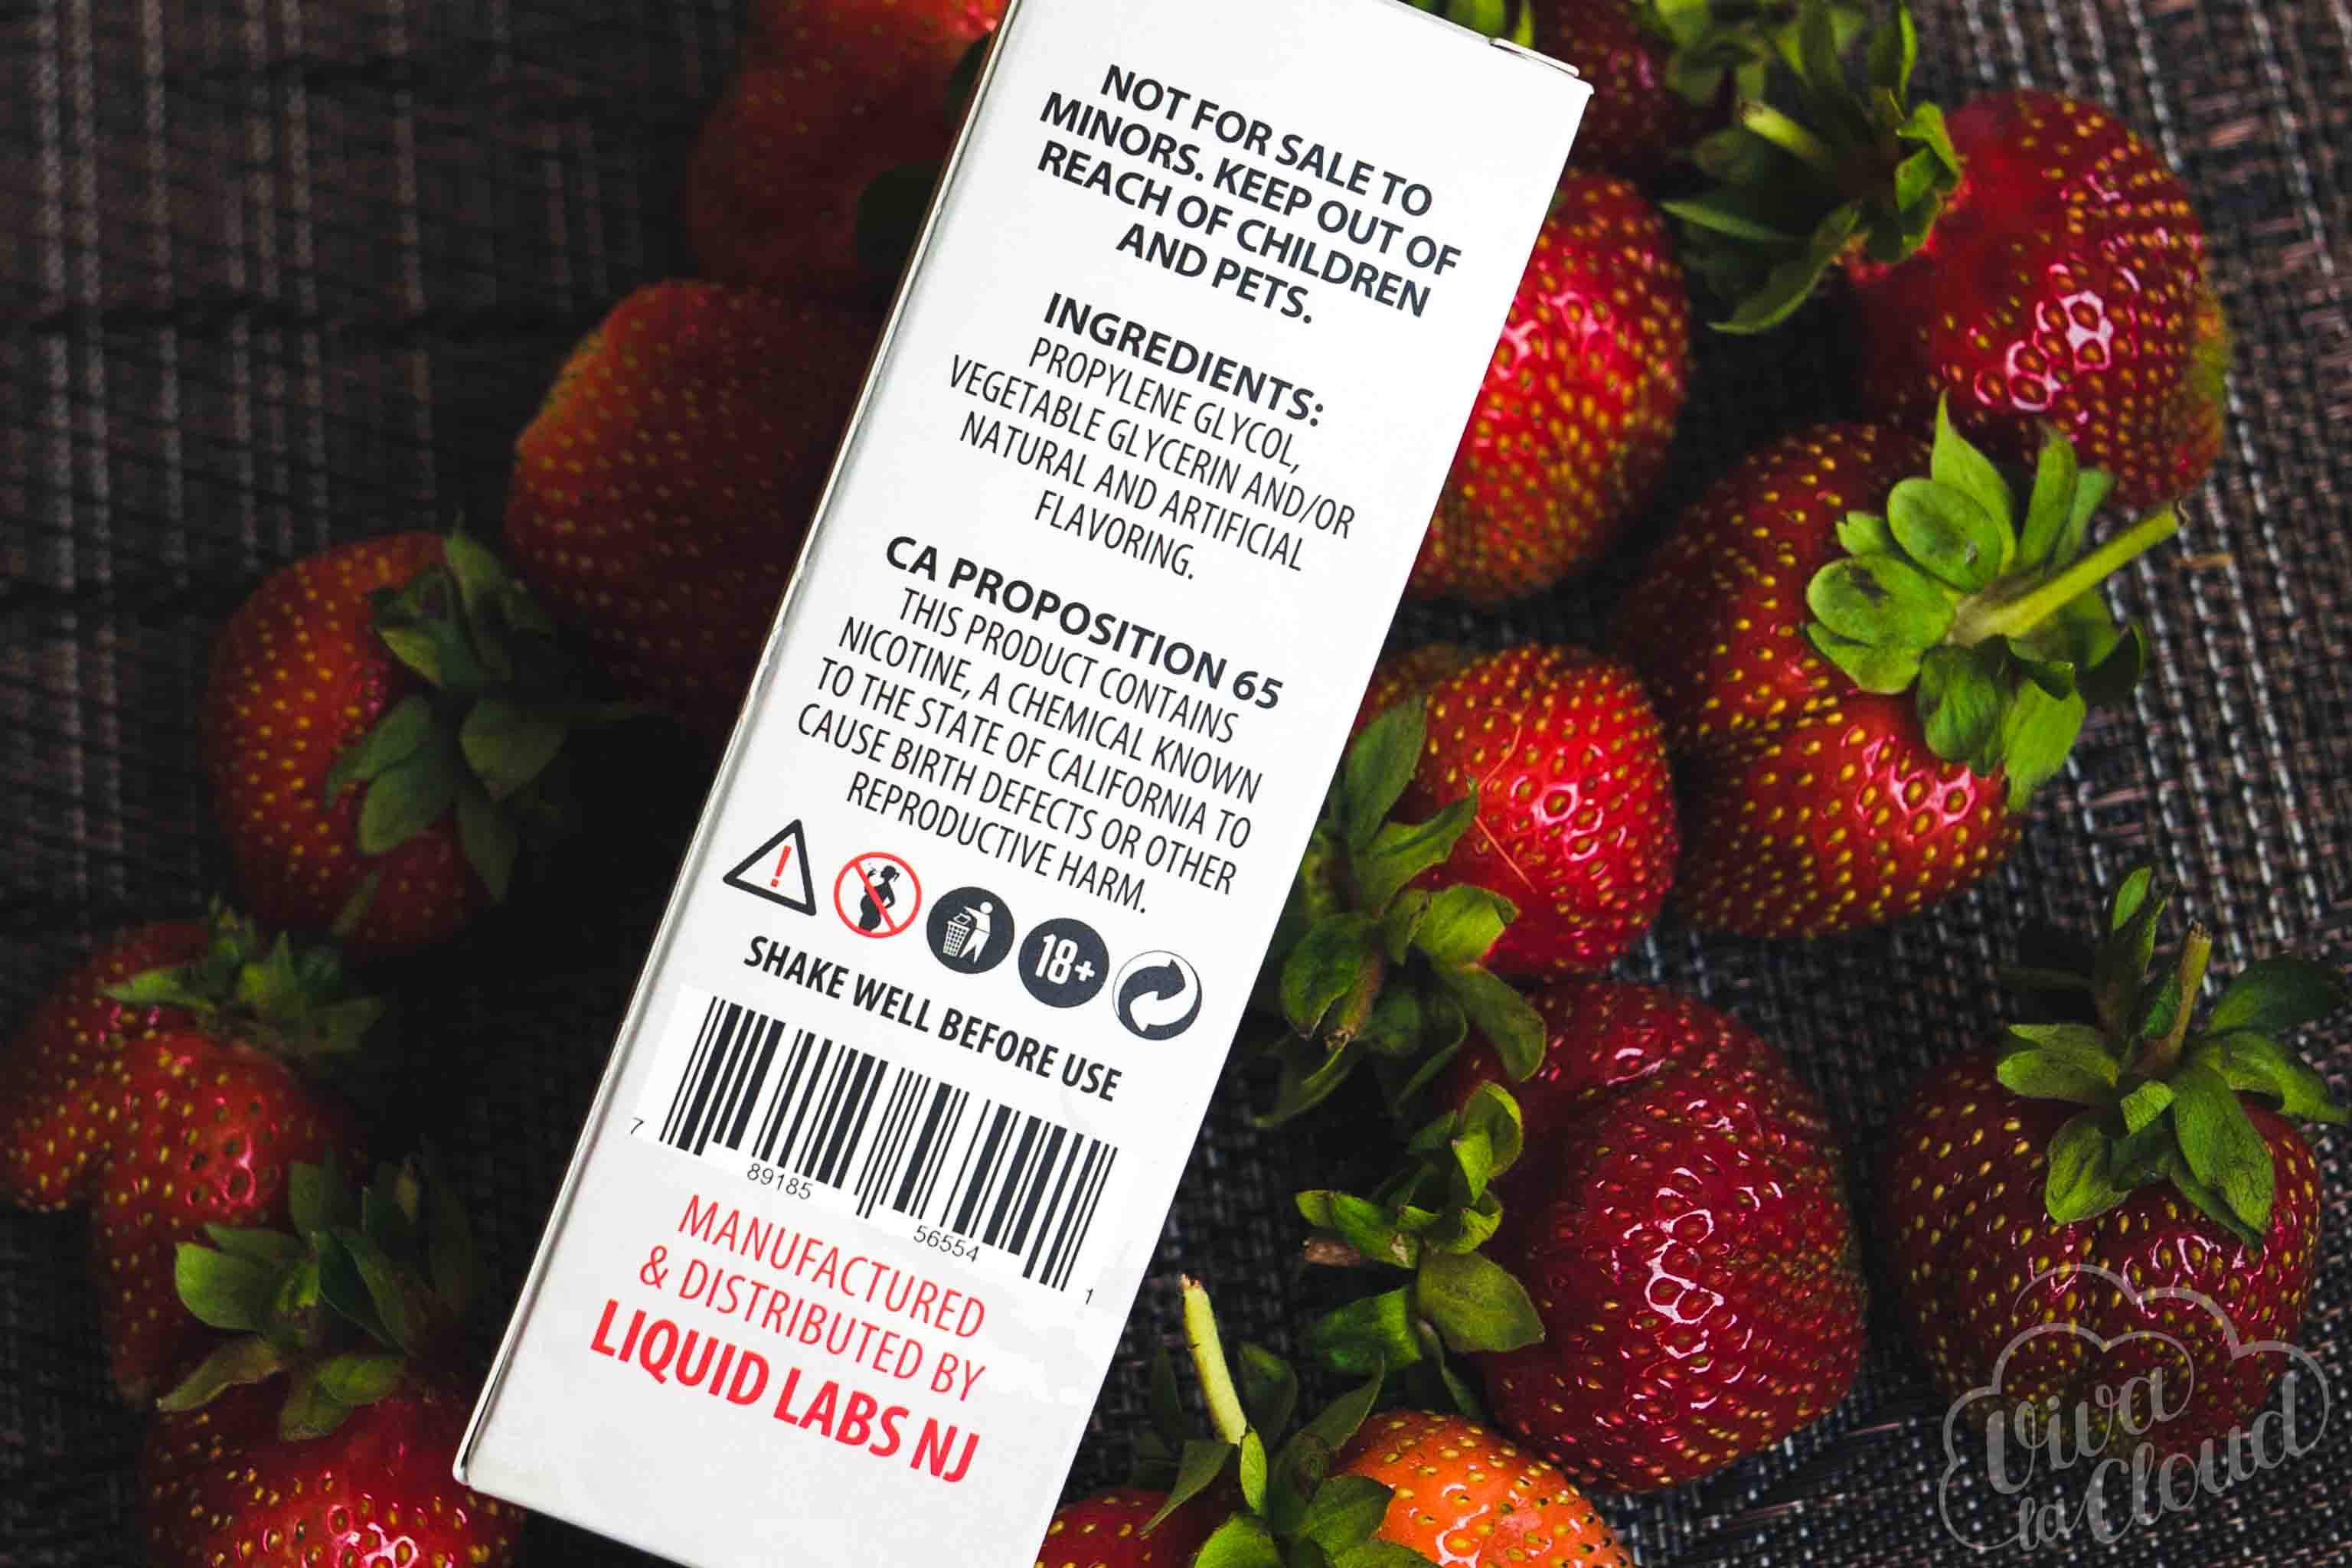 NOT FOR SALE TO
MINORS. KEEP OUT OF
REACH OF CHILDREN
AND PETS.
INGREDIENTS:
PROPYLENE GLYCOL,
VEGETABLE GLYCERIN AND/OR
NATURAL AND ARTIFICIAL
FLAVORING.
CA PROPOSITION 65
THIS PRODUCT CONTAINS
NICOTINE, A CHEMICAL KNOWN
TO THE STATE OF CALIFORNIA TO
CAUSE BIRTH DEFECTS OR OTHER
REPRODUCTIVE HARM.
18+
SHAKE WELL BEFORE USE
7 89185 56554 1
MANUFACTURED
& DISTRIBUTED BY
LIQUID LABS NJ
Viva
la Cloud